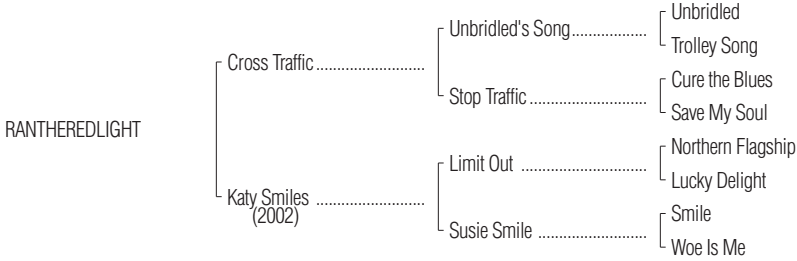 Unbridled
Unbridled's Song..................
Trolley Song
Cross Traffic..........................
Cure the Blues
Stop Traffic............................
Save My Soul
RANTHEREDLIGHT
Northern Flagship
Limit Out ..............................
Lucky Delight
Katy Smiles ..........................
(2002)
Smile
Susie Smile ..........................
Woe Is Me